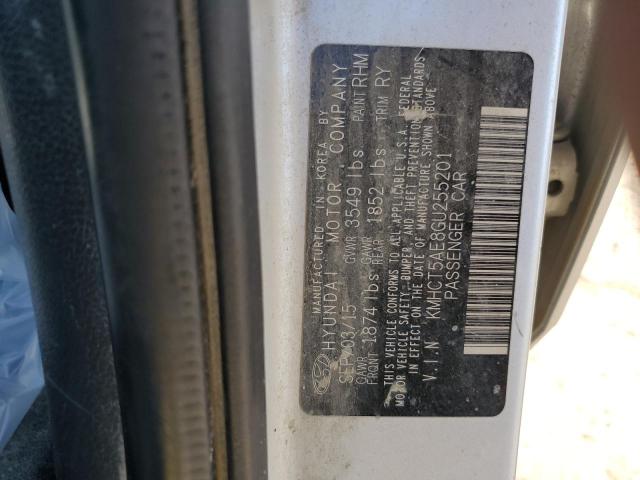 MANUFACTURED IN KOREA BY
HYUNDAI MOTOR COMPANY
SEP/03/15 GVWR 3549 lbs PAINT RHM
GAWR FRONT 1874 lbs GAWR REAR 1852 lbs TRIM RY
THIS VEHICLE CONFORMS TO ALL APPLICABLE U.S.A. FEDERAL
MOTOR VEHICLE SAFETY, BUMPER, AND THEFT PREVENTION STANDARDS
IN EFFECT ON THE DATE OF MANUFACTURE SHOWN ABOVE
V.I.N KMHCT5AE8GU255201
PASSENGER CAR